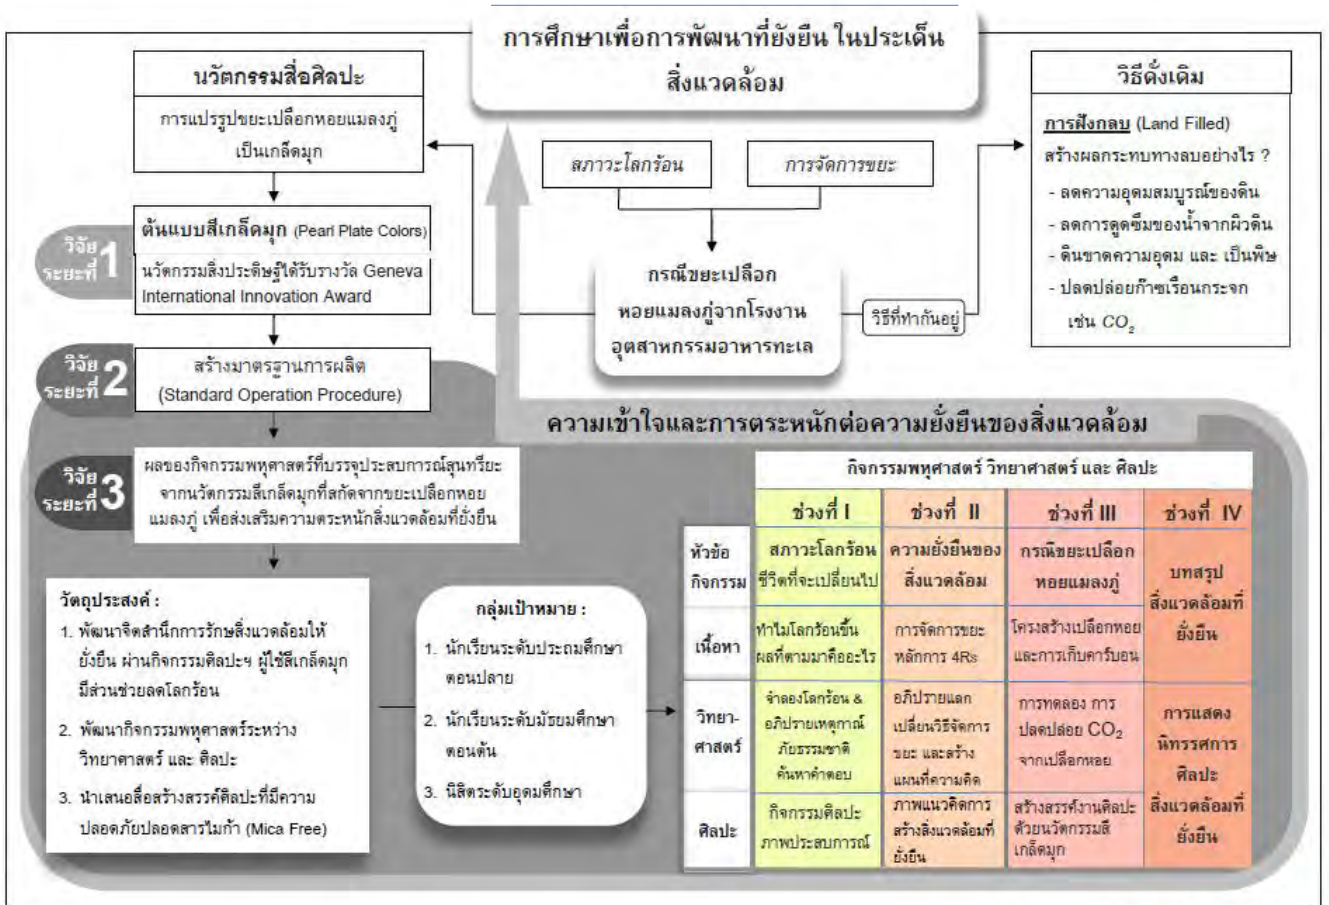 การศึกษาเพื่อการพัฒนาที่ยั่งยืน ในประเด็น
สิ่งแวดล้อม
นวัตกรรมสื่อศิลปะ
การแปรรูปขยะเปลือกหอยแมลงภู่
เป็นเกล็ดมุก
สภาวะโลกร้อน
การจัดการขยะ
วิธีดั่งเดิม
การฝังกลบ (Land Filled)
สร้างผลกระทบทางลบอย่างไร ?
- ลดความอุดมสมบูรณ์ของดิน
- ลดการดูดซึมของน้ำจากผิวดิน
- ดินขาดความอุดม และ เป็นพิษ
- ปลดปล่อยก๊าซเรือนกระจก
เช่น CO2
วิจัย
ระยะที่ 1
ต้นแบบสีเกล็ดมุก (Pearl Plate Colors)
นวัตกรรมสิ่งประดิษฐ์ได้รับรางวัล Geneva
International Innovation Award
กรณีขยะเปลือก
หอยแมลงภู่จากโรงงาน
อุตสาหกรรมอาหารทะเล
วิธีที่ทำกันอยู่
วิจัย
ระยะที่ 2
สร้างมาตรฐานการผลิต
(Standard Operation Procedure)
ความเข้าใจและการตระหนักต่อความยั่งยืนของสิ่งแวดล้อม
วิจัย
ระยะที่ 3
ผลของกิจกรรมพหุศาสตร์ที่บรรจุประสบการณ์สุนทรียะ
จากนวัตกรรมสีเกล็ดมุกที่สกัดจากขยะเปลือกหอย
แมลงภู่ เพื่อส่งเสริมความตระหนักสิ่งแวดล้อมที่ยั่งยืน
วัตถุประสงค์ :
1. พัฒนาจิตสำนึกการรักษ์สิ่งแวดล้อมให้
ยั่งยืน ผ่านกิจกรรมศิลปะฯ ผู้ใช้สีเกล็ดมุก
มีส่วนช่วยลดโลกร้อน
2. พัฒนากิจกรรมพหุศาสตร์ระหว่าง
วิทยาศาสตร์ และ ศิลปะ
3. นำเสนอสื่อสร้างสรรค์ศิลปะที่มีความ
ปลอดภัยปลอดสารไมก้า (Mica Free)
กลุ่มเป้าหมาย :
1. นักเรียนระดับประถมศึกษา
ตอนปลาย
2. นักเรียนระดับมัธยมศึกษา
ตอนต้น
3. นิสิตระดับอุดมศึกษา
กิจกรรมพหุศาสตร์ วิทยาศาสตร์ และ ศิลปะ
ช่วงที่ I
ช่วงที่ II
ช่วงที่ III
ช่วงที่ IV
หัวข้อ
กิจกรรม
สภาวะโลกร้อน
ชีวิตที่จะเปลี่ยนไป
ความยั่งยืนของ
สิ่งแวดล้อม
กรณีขยะเปลือก
หอยแมลงภู่
บทสรุป
สิ่งแวดล้อมที่
ยั่งยืน
เนื้อหา
ทำไมโลกร้อนขึ้น
ผลที่ตามมาคืออะไร
การจัดการขยะ
หลักการ 4Rs
โครงสร้างเปลือกหอย
และการเก็บคาร์บอน
วิทยา-
ศาสตร์
จำลองโลกร้อน &
อภิปรายเหตุการณ์
ภัยธรรมชาติ
ค้นหาคำตอบ
อภิปรายแลก
เปลี่ยนวิธีจัดการ
ขยะ และสร้าง
แผนที่ความคิด
การทดลอง การ
ปลดปล่อย CO2
จากเปลือกหอย
การแสดง
นิทรรศการ
ศิลปะ
สิ่งแวดล้อมที่
ยั่งยืน
ศิลปะ
กิจกรรมศิลปะ
ภาพประสบการณ์
ภาพแนวคิดการ
สร้างสิ่งแวดล้อมที่
ยั่งยืน
สร้างสรรค์งานศิลปะ
ด้วยนวัตกรรมสี
เกล็ดมุก